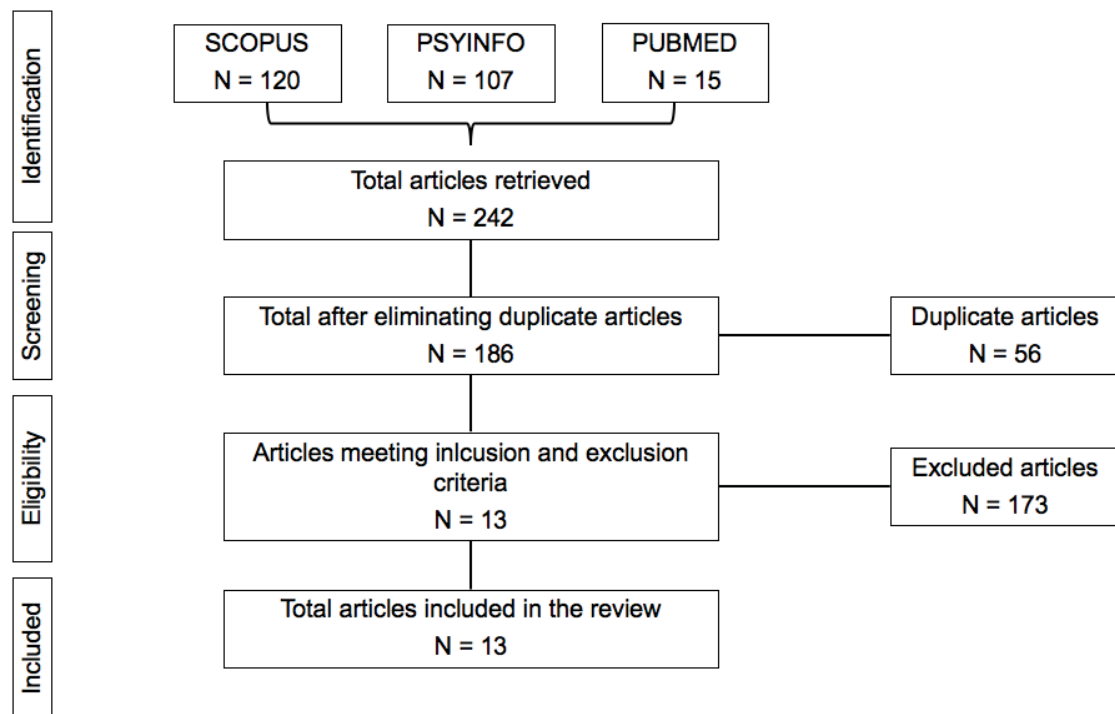 Identification
SCOPUS
N = 120
PSYINFO
N = 107
PUBMED
N = 15
Total articles retrieved
N = 242
Screening
Total after eliminating duplicate articles
N = 186
Duplicate articles
N = 56
Eligibility
Articles meeting inlcusion and exclusion
criteria
N = 13
Excluded articles
N = 173
Included
Total articles included in the review
N = 13